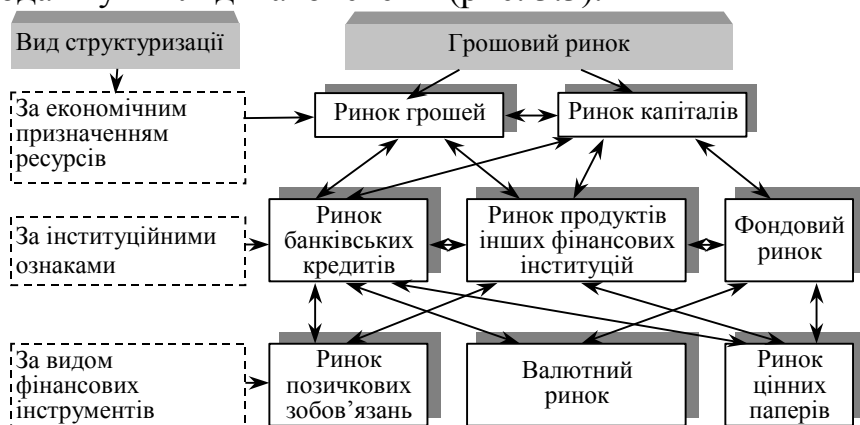 Вид структуризації
Грошовий ринок
За економічним
призначенням
ресурсів
Ринок грошей
Ринок капіталів
За інституційними
ознаками
Ринок
банківських
кредитів
Ринок продуктів
інших фінансових
інституцій
Фондовий
ринок
За видом
фінансових
інструментів
Ринок
позичкових
зобов’язань
Валютний
ринок
Ринок
цінних
паперів